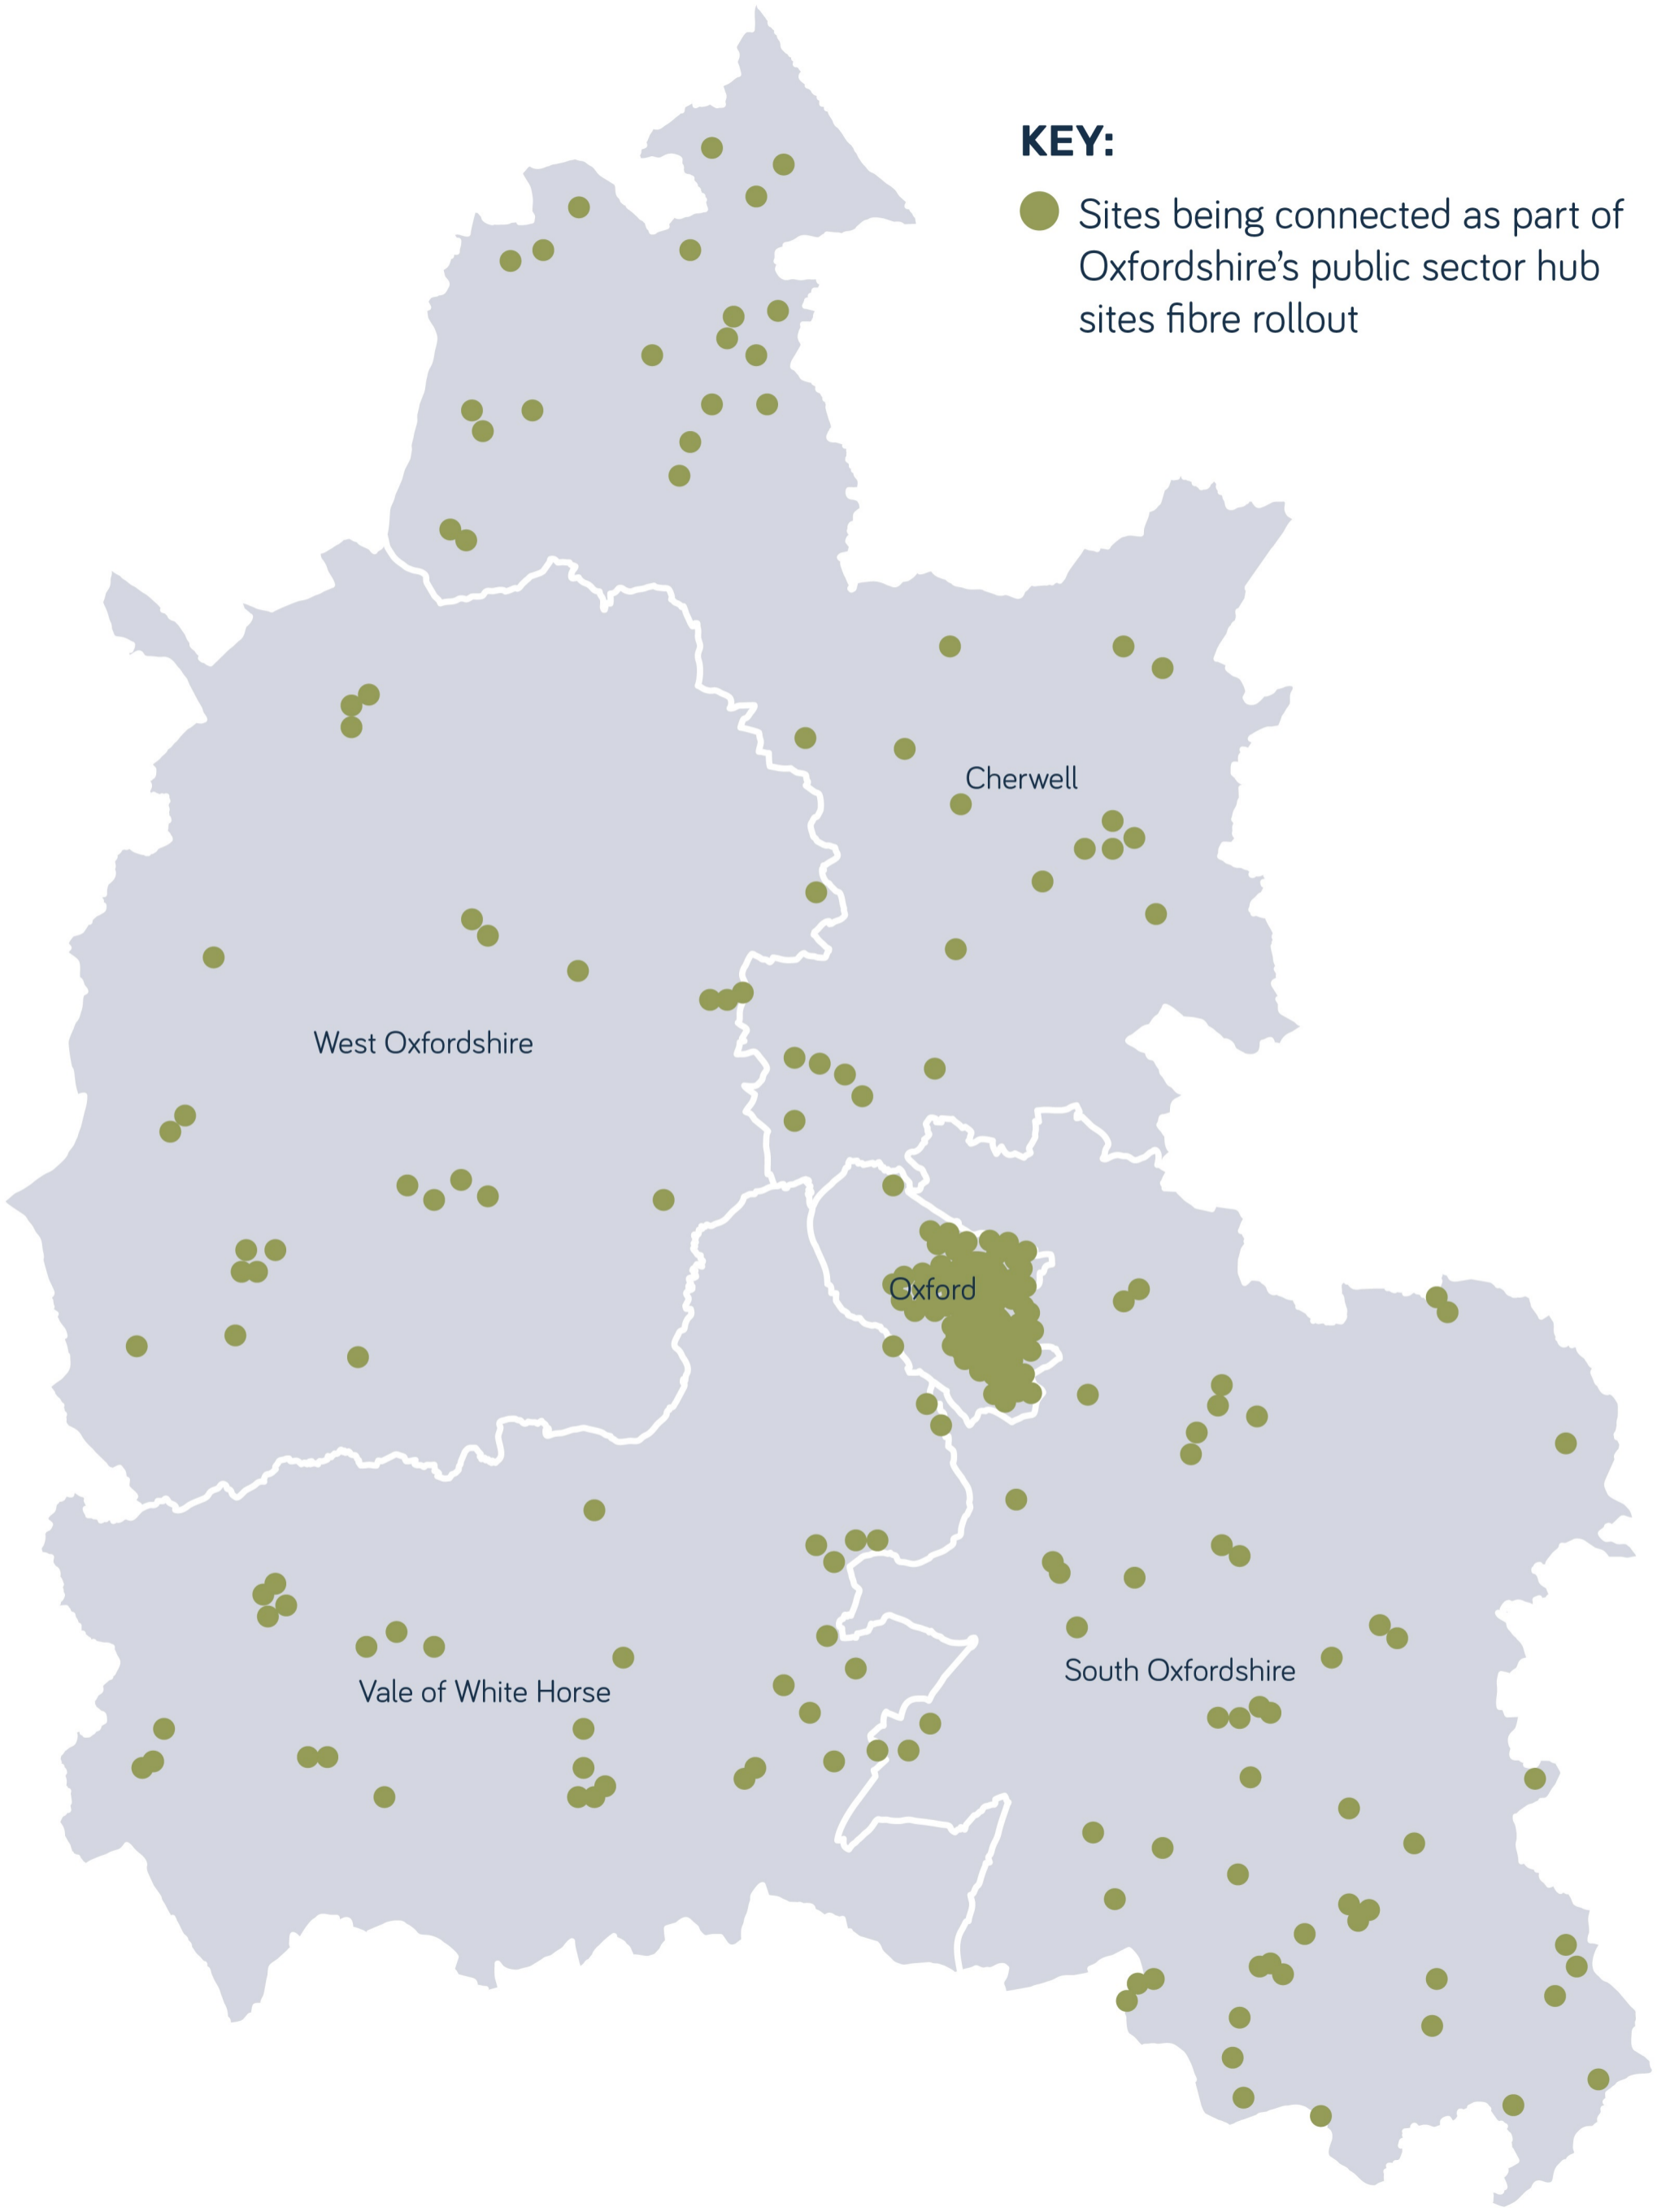 KEY:
Sites being connected as part of
Oxfordshire’s public sector hub
sites fibre rollout
Cherwell
West Oxfordshire
Oxford
South Oxfordshire
Vale of White Horse